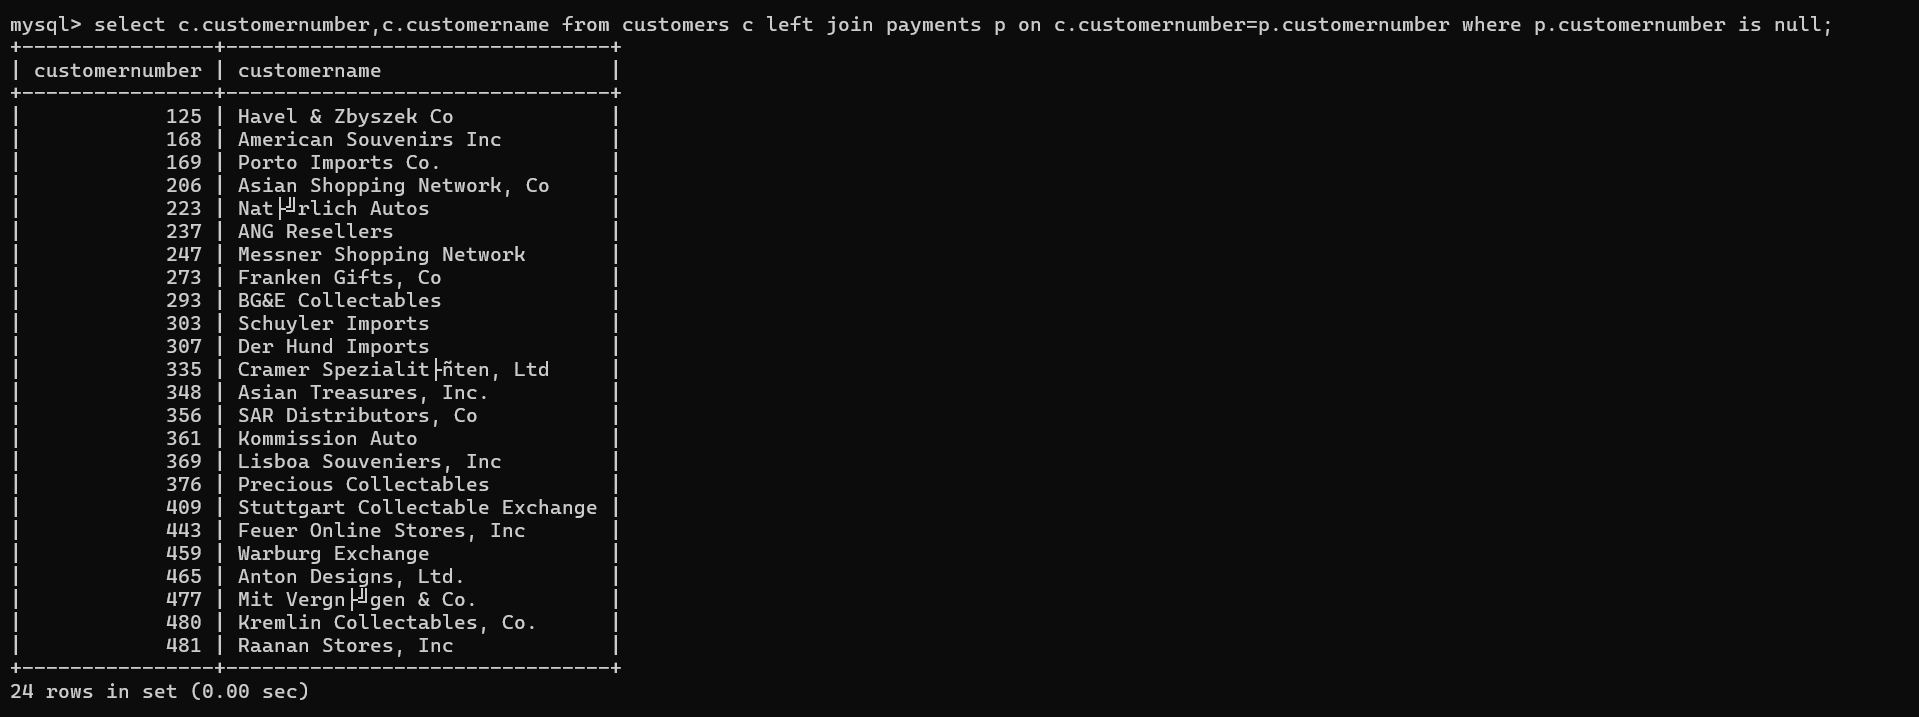 mysql> select c.customernumber,c.customername from customers c left join payments p on c.customernumber=p.customernumber where p.customernumber is null;
+----------------+--------------------------------+
| customernumber | customername                   |
+----------------+--------------------------------+
|            125 | Havel & Zbyszek Co             |
|            168 | American Souvenirs Inc         |
|            169 | Porto Imports Co.              |
|            206 | Asian Shopping Network, Co     |
|            223 | Nat├╝rlich Autos               |
|            237 | ANG Resellers                  |
|            247 | Messner Shopping Network       |
|            273 | Franken Gifts, Co              |
|            293 | BG&E Collectables              |
|            303 | Schuyler Imports               |
|            307 | Der Hund Imports               |
|            335 | Cramer Spezialit├ñten, Ltd     |
|            348 | Asian Treasures, Inc.          |
|            356 | SAR Distributors, Co           |
|            361 | Kommission Auto                |
|            369 | Lisboa Souveniers, Inc         |
|            376 | Precious Collectables          |
|            409 | Stuttgart Collectable Exchange |
|            443 | Feuer Online Stores, Inc       |
|            459 | Warburg Exchange               |
|            465 | Anton Designs, Ltd.            |
|            477 | Mit Vergn├╝gen & Co.           |
|            480 | Kremlin Collectables, Co.      |
|            481 | Raanan Stores, Inc             |
+----------------+--------------------------------+
24 rows in set (0.00 sec)